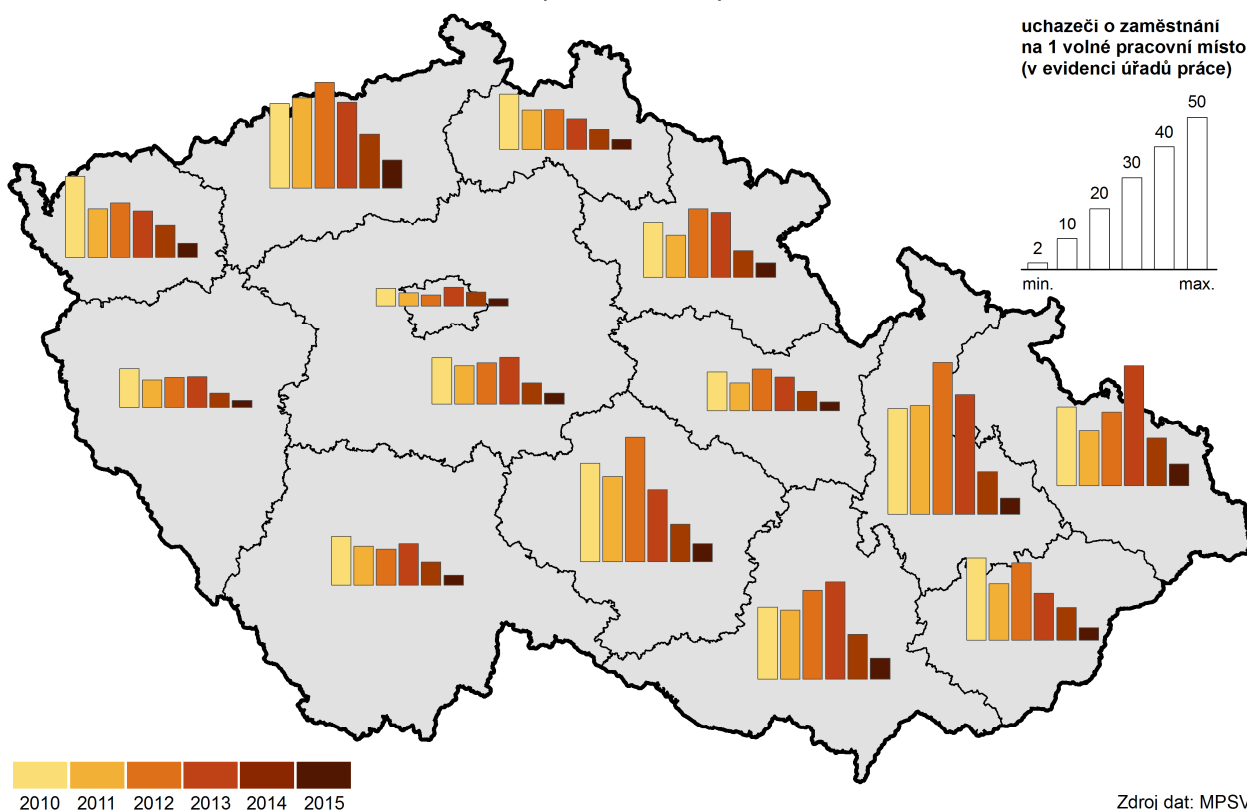 uchazeči o zaměstnání
na 1 volné pracovní místo
(v evidenci úřadů práce)
50
40
30
20
10
2
min.
max.
2010 2011 2012 2013 2014 2015
Zdroj dat: MPSV